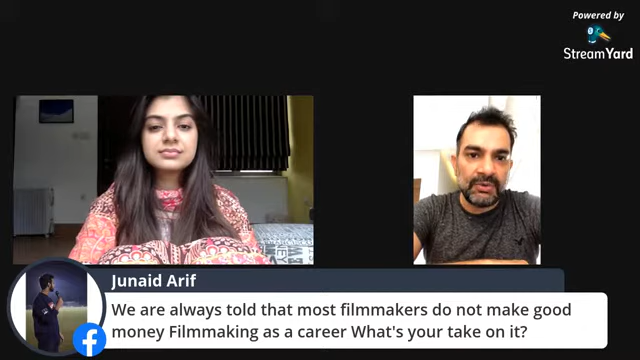 Powered by
StreamYard
Junaid Arif
We are always told that most filmmakers do not make good
money Filmmaking as a career What's your take on it?